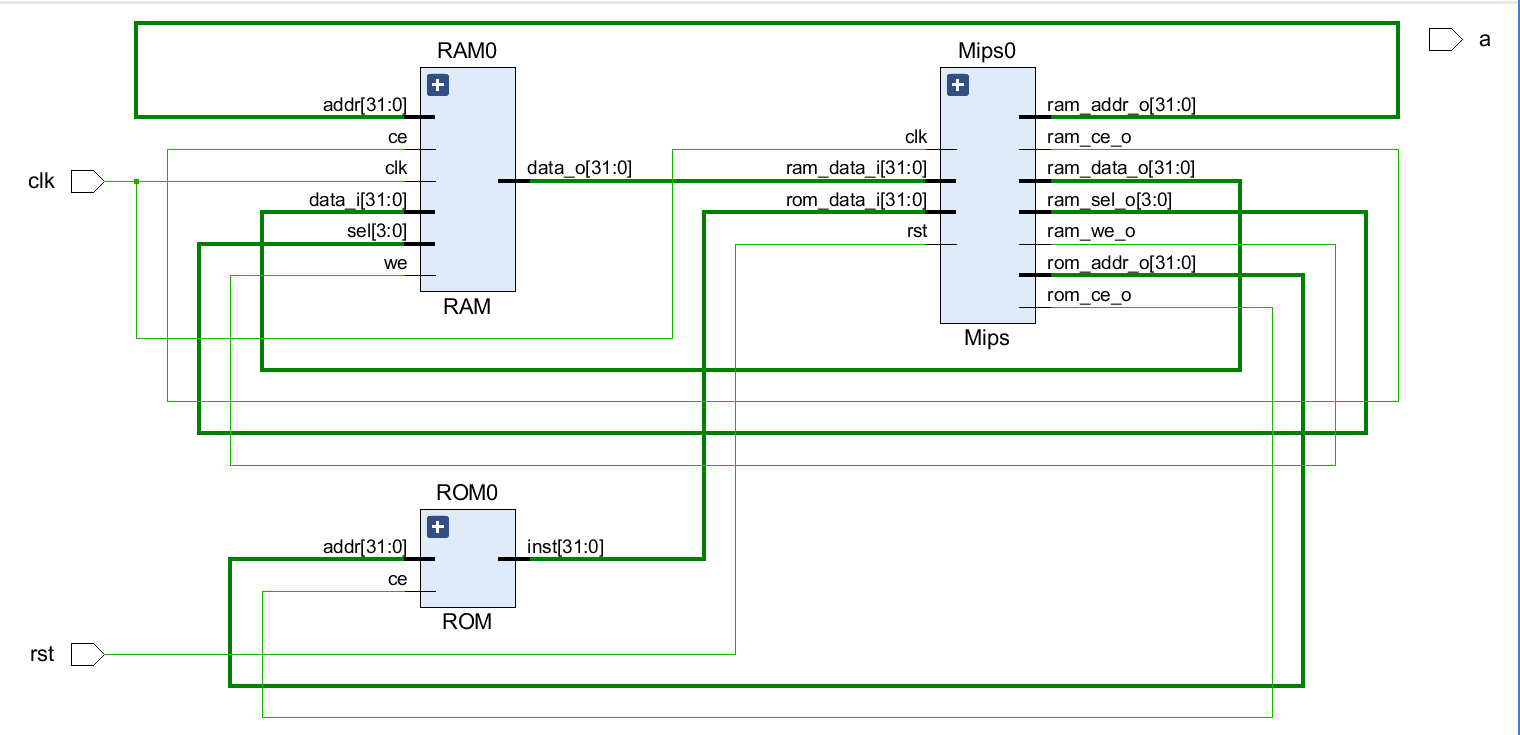 RAM0
addr[31:0]
ce
clk
data_i[31:0]
sel[3:0]
we
data_o[31:0]
RAM
Mips0
clk
ram_data_i[31:0]
rom_data_i[31:0]
rst
ram_addr_o[31:0]
ram_ce_o
ram_data_o[31:0]
ram_sel_o[3:0]
ram_we_o
rom_addr_o[31:0]
rom_ce_o
Mips
a
clk
ROM0
addr[31:0]
ce
inst[31:0]
ROM
rst